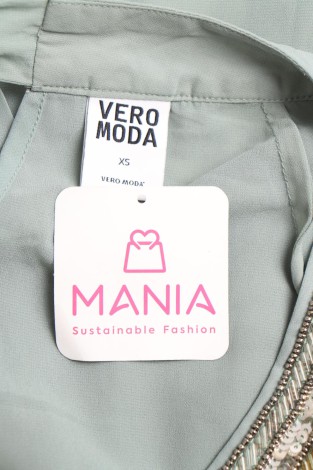 VERO
MODA
XS
VERO MODA
MANIA
Sustainable Fashion